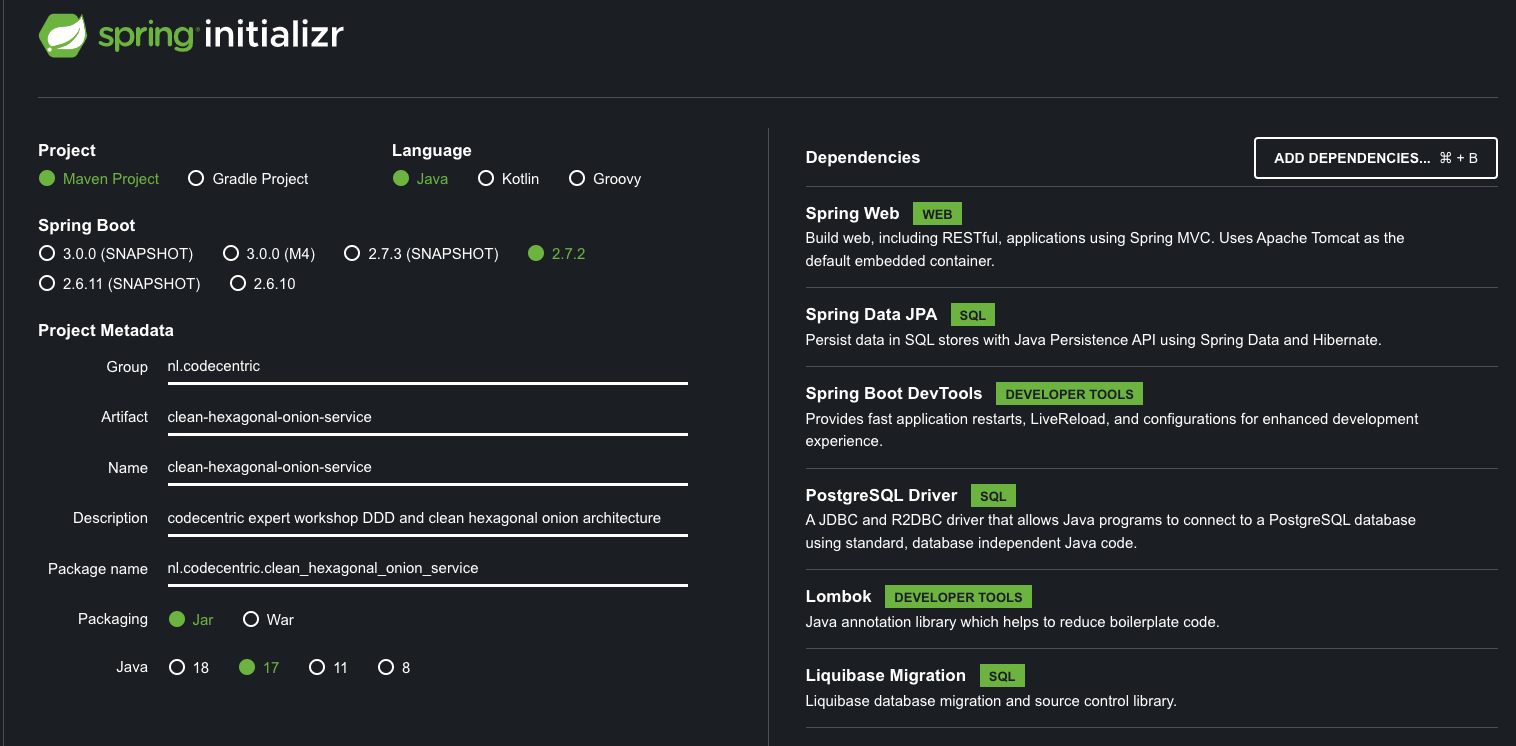 spring initializr
Project
Maven Project Gradle Project
Language
Java Kotlin Groovy
Spring Boot
3.0.0 (SNAPSHOT) 3.0.0 (M4) 2.7.3 (SNAPSHOT) 2.7.2
2.6.11 (SNAPSHOT) 2.6.10
Project Metadata
Group nl.codecentric
Artifact clean-hexagonal-onion-service
Name clean-hexagonal-onion-service
Description codecentric expert workshop DDD and clean hexagonal onion architecture
Package name nl.codecentric.clean_hexagonal_onion_service
Packaging Jar War
Java 18 17 11 8
Dependencies ADD DEPENDENCIES... ⌘ + B
Spring Web WEB
Build web, including RESTful, applications using Spring MVC. Uses Apache Tomcat as the
default embedded container.
Spring Data JPA SQL
Persist data in SQL stores with Java Persistence API using Spring Data and Hibernate.
Spring Boot DevTools DEVELOPER TOOLS
Provides fast application restarts, LiveReload, and configurations for enhanced development
experience.
PostgreSQL Driver SQL
A JDBC and R2DBC driver that allows Java programs to connect to a PostgreSQL database
using standard, database independent Java code.
Lombok DEVELOPER TOOLS
Java annotation library which helps to reduce boilerplate code.
Liquibase Migration SQL
Liquibase database migration and source control library.